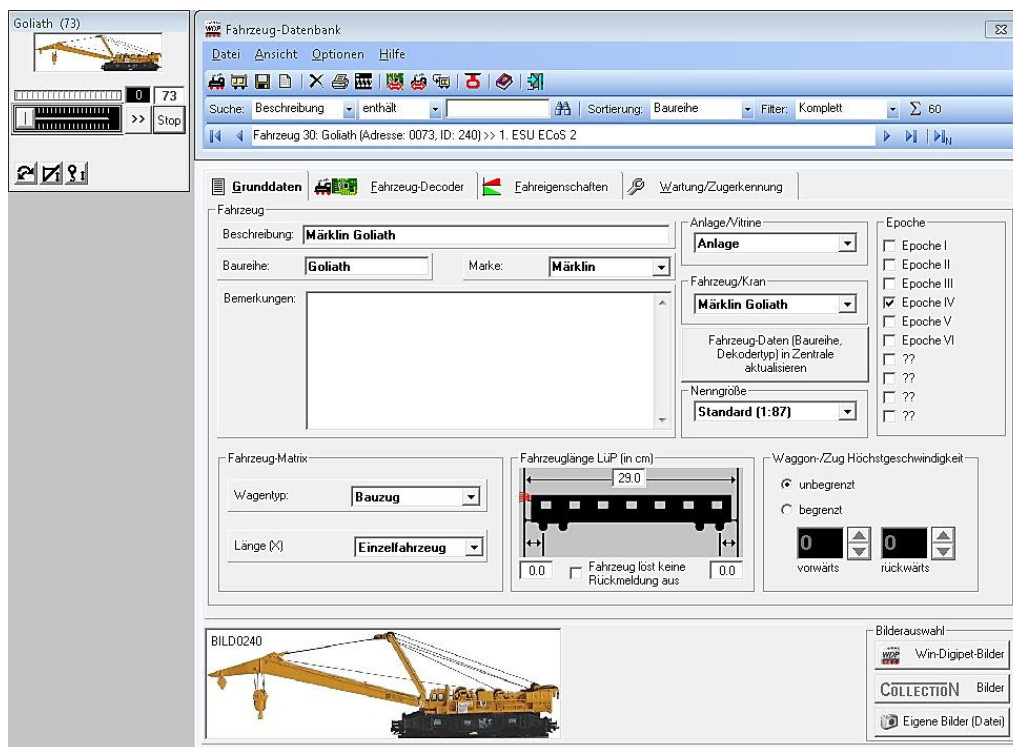 Goliath (73)
0 73
>> Stop
WDP Fahrzeug-Datenbank
Datei Ansicht Optionen Hilfe
Suche: Beschreibung enthält Sortierung: Baureihe Filter: Komplett Σ 60
Fahrzeug 30: Goliath (Adresse: 0073, ID: 240) >> 1. ESU ECoS 2
Grunddaten Fahrzeug-Decoder Fahreigenschaften Wartung/Zugerkennung
Fahrzeug
Beschreibung: Märklin Goliath
Baureihe: Goliath Marke: Märklin
Bemerkungen:
Anlage/Vitrine
Anlage
Fahrzeug/Kran
Märklin Goliath
Fahrzeug-Daten (Baureihe,
Dekodertyp) in Zentrale
aktualisieren
Nenngröße
Standard (1:87)
Epoche
Epoche I
Epoche II
Epoche III
Epoche IV
Epoche V
Epoche VI
??
??
??
??
Fahrzeug-Matrix
Wagentyp: Bauzug
Länge (X) Einzelfahrzeug
Fahrzeuglänge LüP (in cm)
29.0
0.0 Fahrzeug löst keine 0.0
Rückmeldung aus
Waggon-/Zug Höchstgeschwindigkeit
unbegrenzt
begrenzt
0 0
vorwärts rückwärts
BILD0240
Bilderauswahl
WDP Win-Digipet-Bilder
COLLECTION Bilder
Eigene Bilder (Datei)